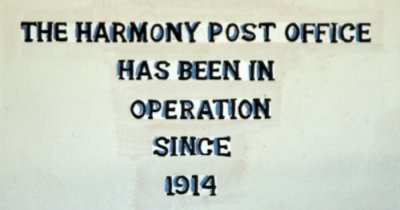 THE HARMONY POST OFFICE
HAS BEEN IN
OPERATION
SINCE
1914